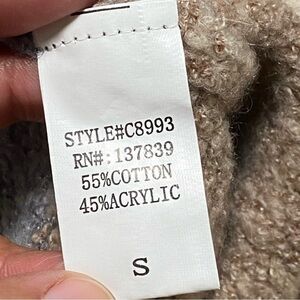 STYLE#C8993
RN#:137839
55%COTTON
45%ACRYLIC
S